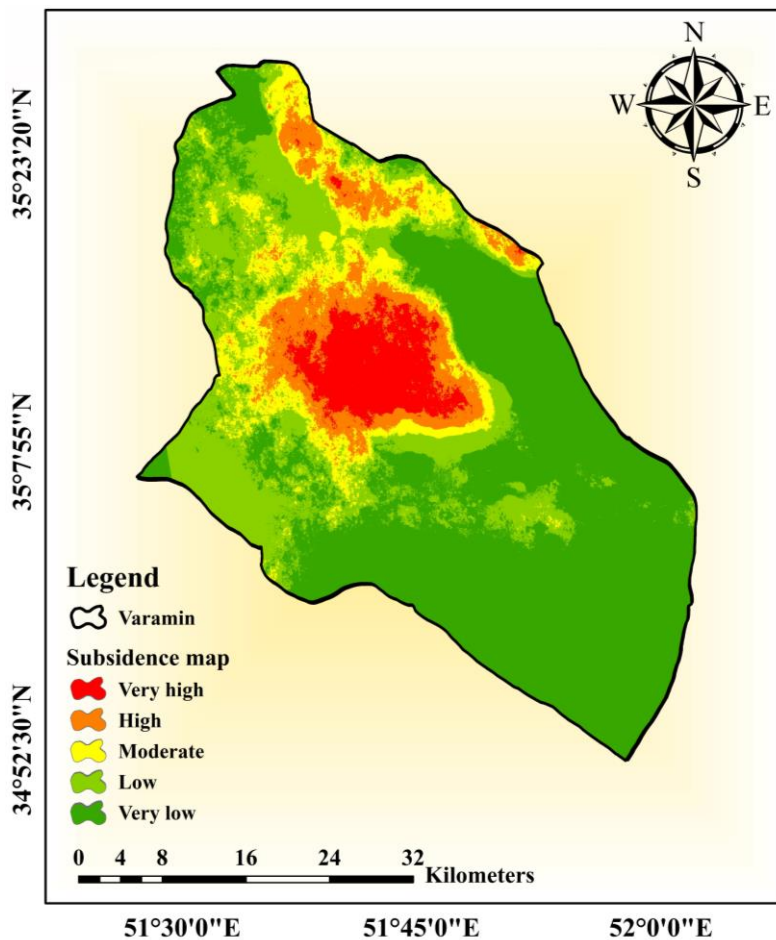 N
W E
S
35°23'20"N
35°7'55"N
34°52'30"N
Legend
Varamin
Subsidence map
Very high
High
Moderate
Low
Very low
0 4 8 16 24 32
Kilometers
51°30'0"E 51°45'0"E 52°0'0"E